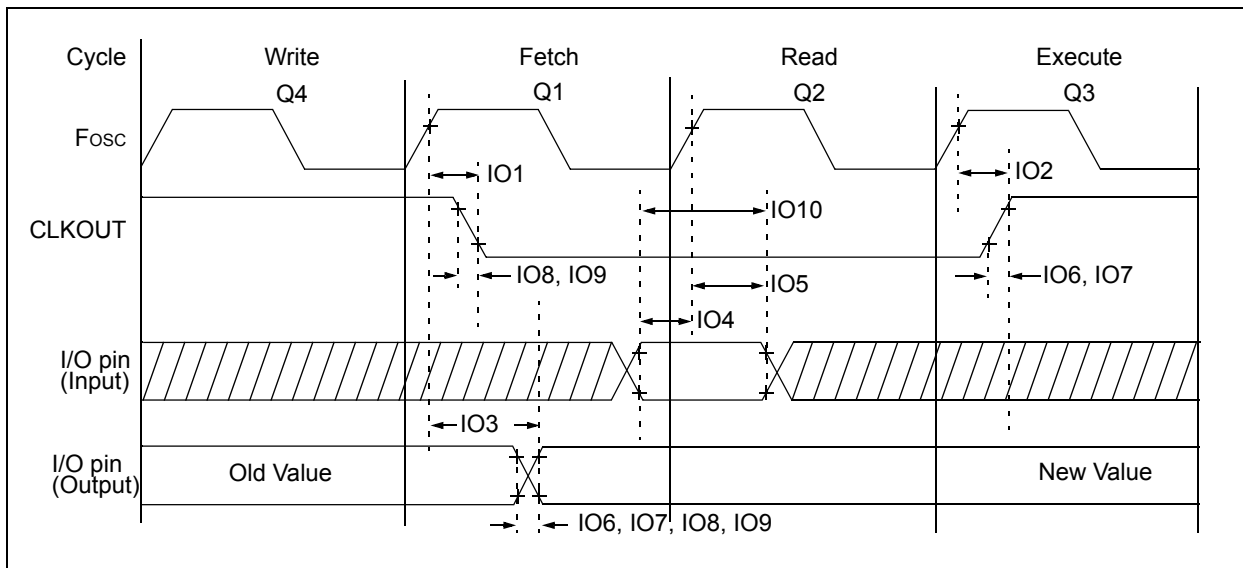 Cycle Write Fetch Read Execute
Q4 Q1 Q2 Q3
Fosc
IO1 IO2
IO10
CLKOUT
IO8, IO9 IO6, IO7
IO5
IO4
I/O pin
(Input)
IO3
I/O pin
(Output)
Old Value New Value
IO6, IO7, IO8, IO9